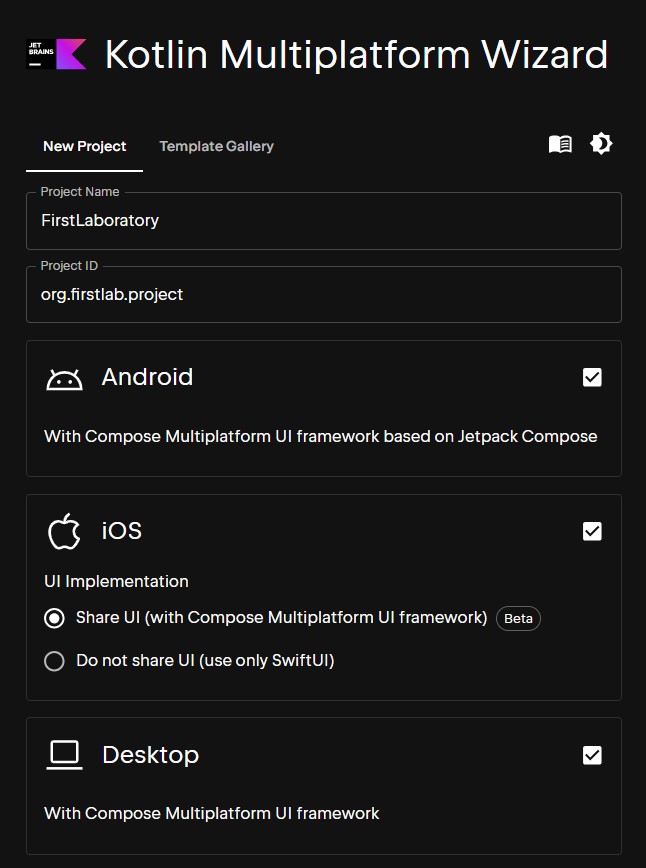 JET
BRAINS
Kotlin Multiplatform Wizard
New Project
Template Gallery
Project Name
FirstLaboratory
Project ID
org.firstlab.project
Android
With Compose Multiplatform UI framework based on Jetpack Compose
iOS
UI Implementation
Share UI (with Compose Multiplatform UI framework) Beta
Do not share UI (use only SwiftUI)
Desktop
With Compose Multiplatform UI framework